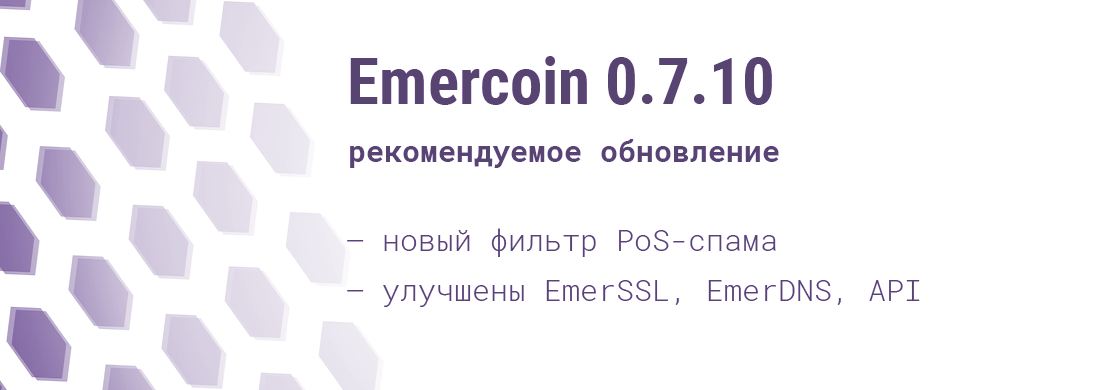 Emercoin 0.7.10
рекомендуемое обновление
– новый фильтр PoS-спама
– улучшены EmerSSL, EmerDNS, API